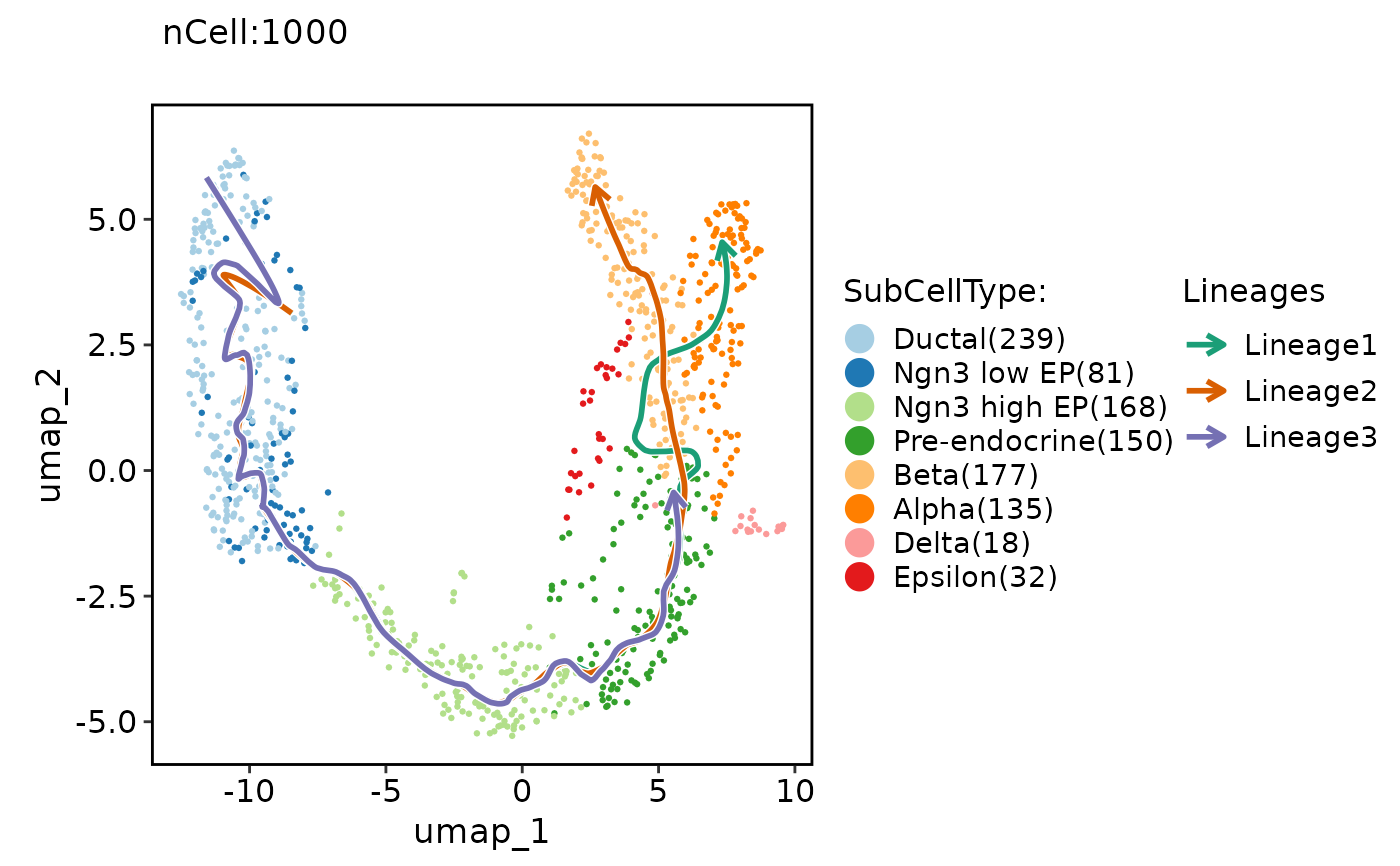 nCell:1000
umap_2
5.0
2.5
0.0
-2.5
-5.0
-10
-5
0
5
10
umap_1
SubCellType:
Ductal(239)
Ngn3 low EP(81)
Ngn3 high EP(168)
Pre-endocrine(150)
Beta(177)
Alpha(135)
Delta(18)
Epsilon(32)
Lineages
Lineage1
Lineage2
Lineage3